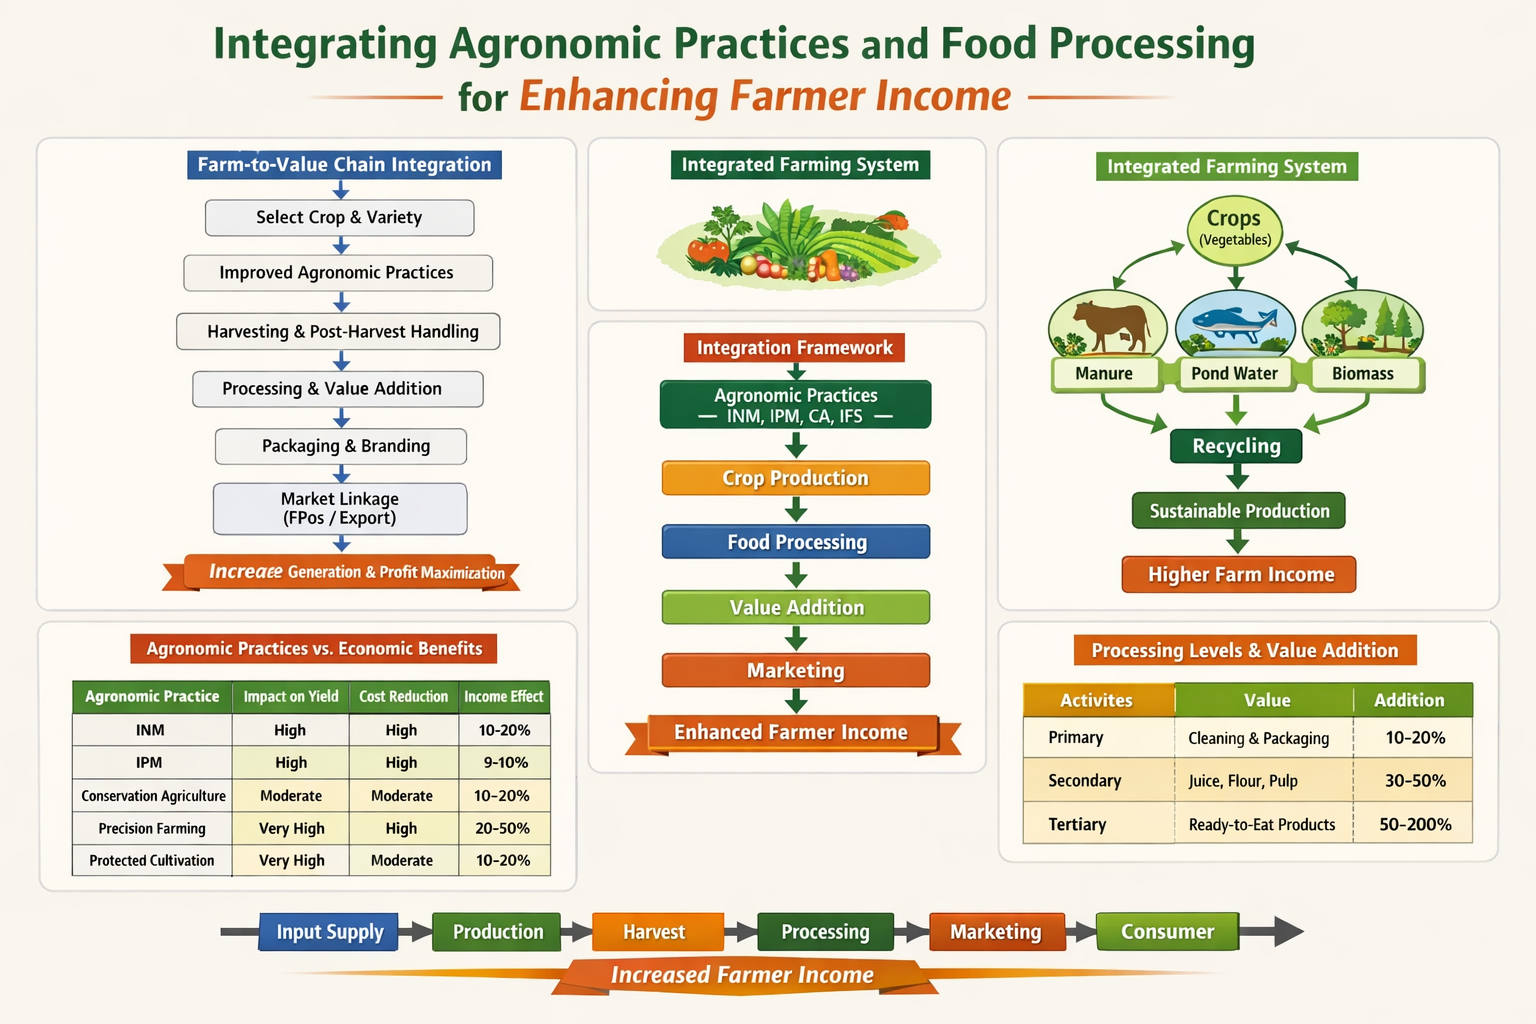 Integrating Agronomic Practices and Food Processing
for Enhancing Farmer Income
Farm-to-Value Chain Integration
Select Crop & Variety
Improved Agronomic Practices
Harvesting & Post-Harvest Handling
Processing & Value Addition
Packaging & Branding
Market Linkage
(FPos / Export)
Increare Generation & Profit Maximization
Integrated Farming System
Integration Framework
Agronomic Practices
— INM, IPM, CA, IFS —
Crop Production
Food Processing
Value Addition
Marketing
Enhanced Farmer Income
Integrated Farming System
Crops
(Vegetables)
Manure
Pond Water
Biomass
Recycling
Sustainable Production
Higher Farm Income
Agronomic Practices vs. Economic Benefits
Agronomic Practice Impact on Yield Cost Reduction Income Effect
INM High High 10-20%
IPM High High 9-10%
Conservation Agriculture Moderate Moderate 10-20%
Precision Farming Very High High 20-50%
Protected Cultivation Very High Moderate 10-20%
Processing Levels & Value Addition
Activites Value Addition
Primary Cleaning & Packaging 10-20%
Secondary Juice, Flour, Pulp 30-50%
Tertiary Ready-to-Eat Products 50-200%
Input Supply Production Harvest Processing Marketing Consumer
Increased Farmer Income